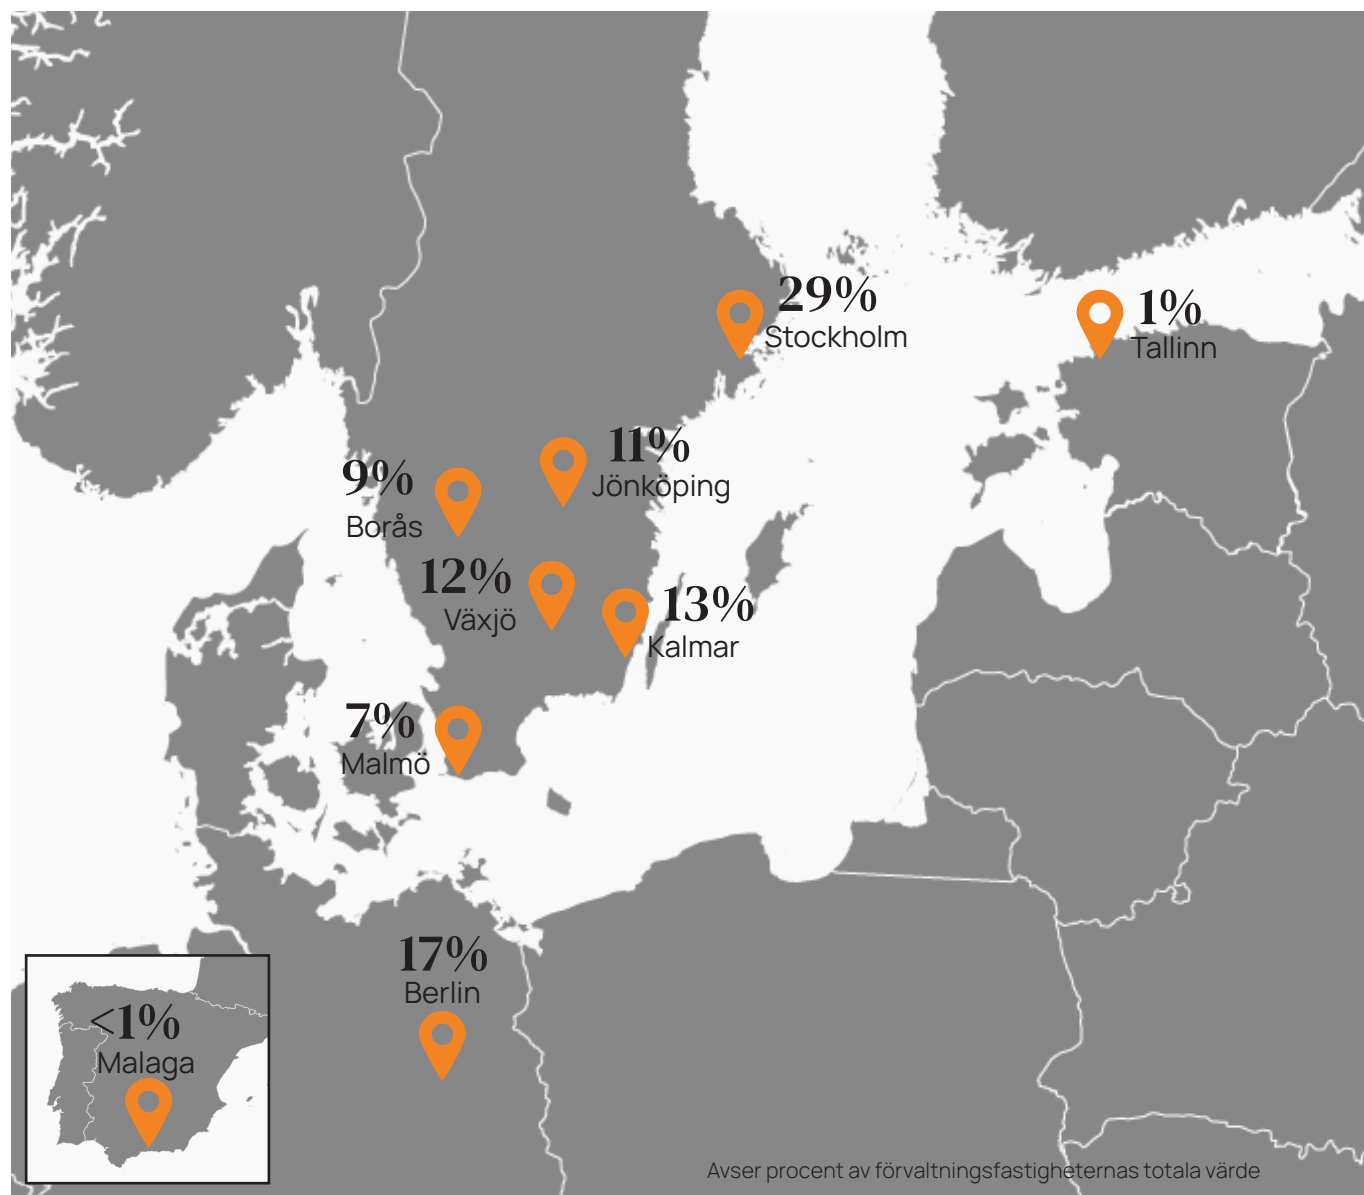 29%
Stockholm
1%
Tallinn
11%
Jönköping
9%
Borås
12%
Växjö
13%
Kalmar
7%
Malmö
17%
Berlin
<1%
Malaga
Avser procent av förvaltningsfastigheternas totala värde